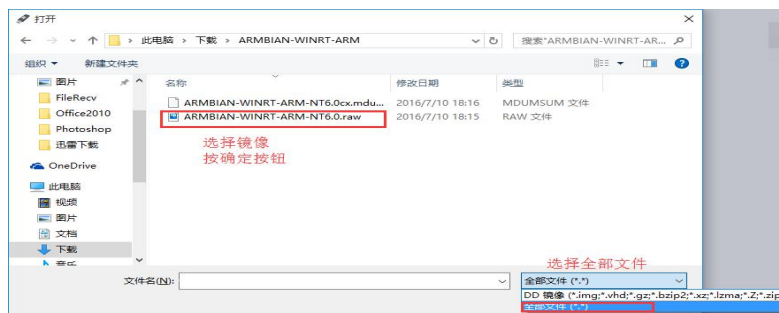 打开
此电脑 > 下载 > ARMBIAN-WINRT-ARM
搜索"ARMBIAN-WINRT-AR...
组织 新建文件夹
图片
FileRecv
Office2010
Photoshop
迅雷下载
OneDrive
此电脑
视频
图片
文档
下载
音乐
名称 修改日期 类型
ARMBIAN-WINRT-ARM-NT6.0cx.mdu... 2016/7/10 18:16 MDUMSUM 文件
ARMBIAN-WINRT-ARM-NT6.0.raw 2016/7/10 18:15 RAW 文件
选择镜像
按确定按钮
选择全部文件
文件名(N): 全部文件 (*.*)
DD 镜像 (*.img;*.vhd;*.gz;*.bzip2;*.xz;*.lzma;*.Z;*.zip
全部文件 (*.*)